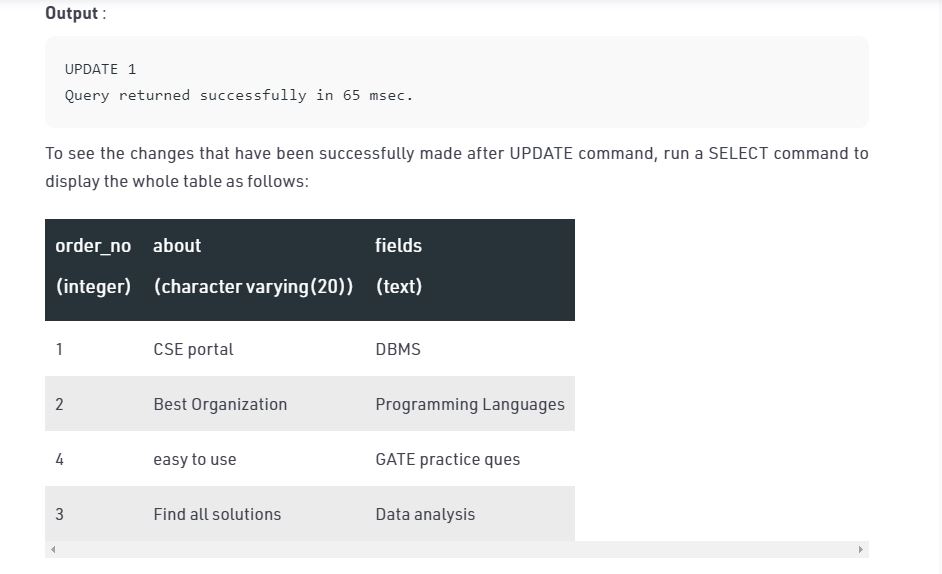 Output :
UPDATE 1
Query returned successfully in 65 msec.
To see the changes that have been successfully made after UPDATE command, run a SELECT command to
display the whole table as follows:
order_no about fields
(integer) (character varying(20)) (text)
1 CSE portal DBMS
2 Best Organization Programming Languages
4 easy to use GATE practice ques
3 Find all solutions Data analysis